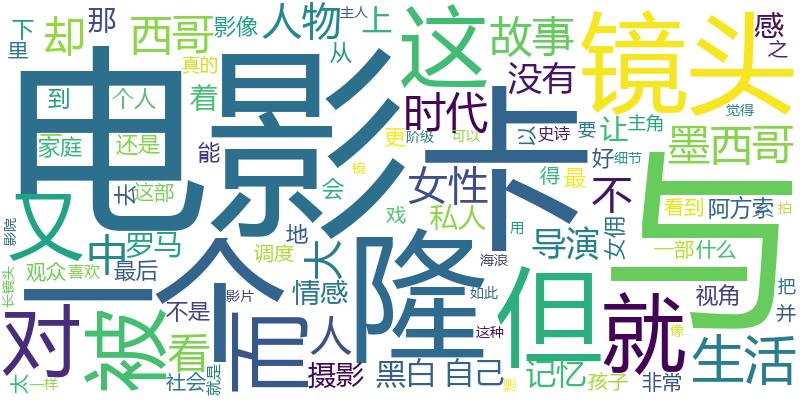 下 却 那 西哥 影像 人物 主人 上 这 故事 镜头 感
里 真的 从 之
电影 卡 没有
到 个人 着 时代 觉得
家庭 还是 能 更 阶级 可以 以 史诗 要 让 主角 墨西哥
又 去 这部 会 女性 得 好 细节 最 不 与
影院 中 罗马 地 大 戏 私人 女佣 看到 阿方索 拍
一个 隆 用 导演 一部 什么
长镜头 观众 喜欢 最后 调度 海浪 但 就 视角 把
对 被 不是 影片 情感 如此 并
看 而 人 这种 像 生活
太 一样 社会 就是 摄影 黑白 自己 想 记忆 孩子 非常
镜